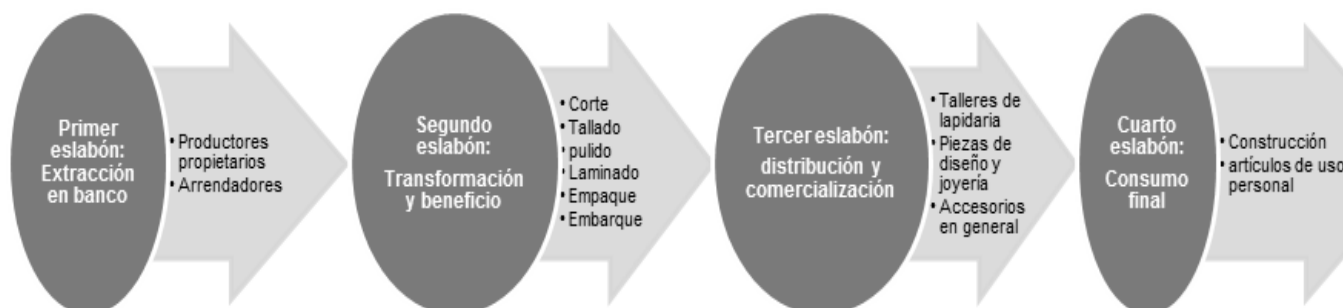 Primer
eslabón:
Extracción
en banco
• Productores
propietarios
• Arrendadores
Segundo
eslabón:
Transformación
y beneficio
• Corte
• Tallado
• pulido
• Laminado
• Empaque
• Embarque
Tercer eslabón:
distribución y
comercialización
• Talleres de
lapidaria
• Piezas de
diseño y
joyería
• Accesorios
en general
Cuarto
eslabón:
Consumo
final
• Construcción
• artículos de uso
personal